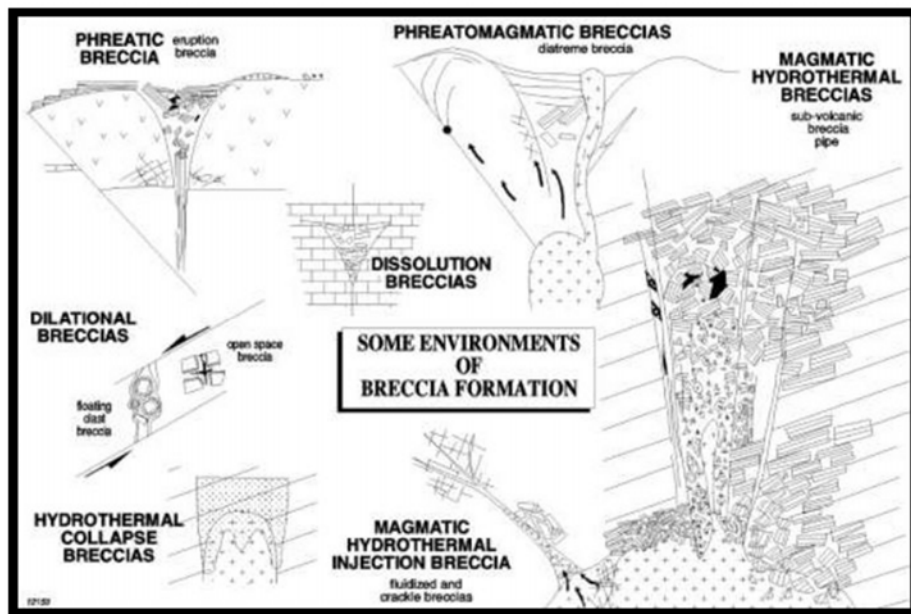 PHREATIC
BRECCIA
eruption
breccia
PHREATOMAGMATIC BRECCIAS
diatreme breccia
MAGMATIC
HYDROTHERMAL
BRECCIAS
sub-volcanic
breccia
pipe
DISSOLUTION
BRECCIAS
DILATIONAL
BRECCIAS
open space
breccia
floating
clast
breccia
SOME ENVIRONMENTS
OF
BRECCIA FORMATION
HYDROTHERMAL
COLLAPSE
BRECCIAS
MAGMATIC
HYDROTHERMAL
INJECTION BRECCIA
fluidized and
crackle breccias